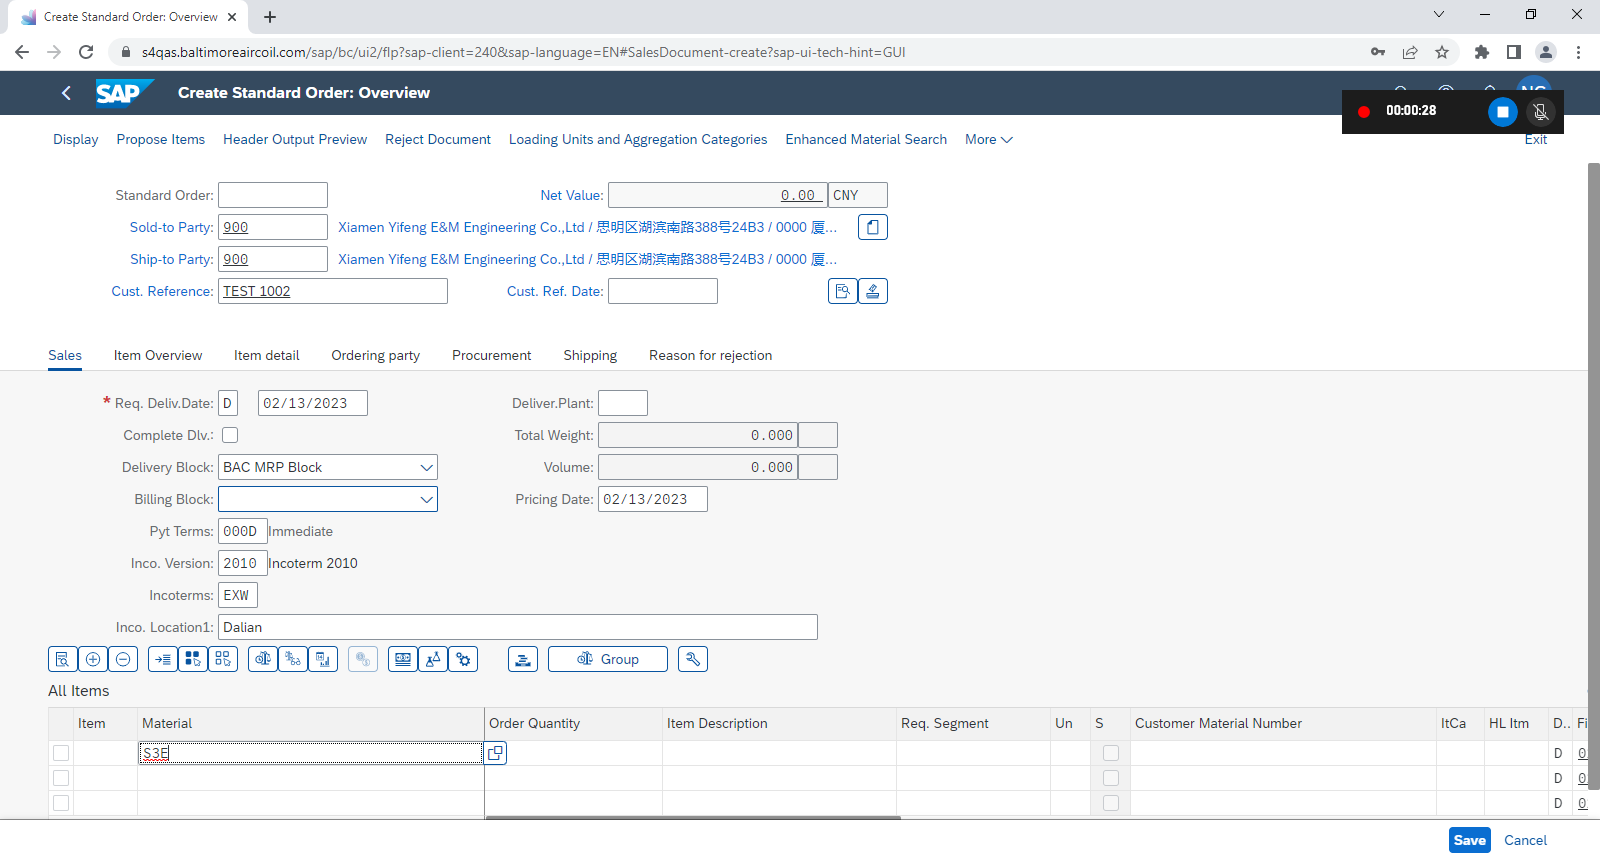 Create Standard Order: Overview
s4qas.baltimoreaircoil.com/sap/bc/ui2/flp?sap-client=240&sap-language=EN#SalesDocument-create?sap-ui-tech-hint=GUI
SAP Create Standard Order: Overview
00:00:28
Display Propose Items Header Output Preview Reject Document Loading Units and Aggregation Categories Enhanced Material Search More Exit
Standard Order: Net Value: 0.00 CNY
Sold-to Party: 900 Xiamen Yifeng E&M Engineering Co.,Ltd / 思明区湖滨南路388号24B3 / 0000 厦...
Ship-to Party: 900 Xiamen Yifeng E&M Engineering Co.,Ltd / 思明区湖滨南路388号24B3 / 0000 厦...
Cust. Reference: TEST 1002 Cust. Ref. Date:
Sales Item Overview Item detail Ordering party Procurement Shipping Reason for rejection
* Req. Deliv.Date: D 02/13/2023 Deliver.Plant:
Complete Dlv.: Total Weight: 0.000
Delivery Block: BAC MRP Block Volume: 0.000
Billing Block: Pricing Date: 02/13/2023
Pyt Terms: 000D Immediate
Inco. Version: 2010 Incoterm 2010
Incoterms: EXW
Inco. Location1: Dalian
Group
All Items
Item Material Order Quantity Item Description Req. Segment Un S Customer Material Number ItCa HL Itm D.. Fi
S3E D 0
D 0
D 0
Save Cancel